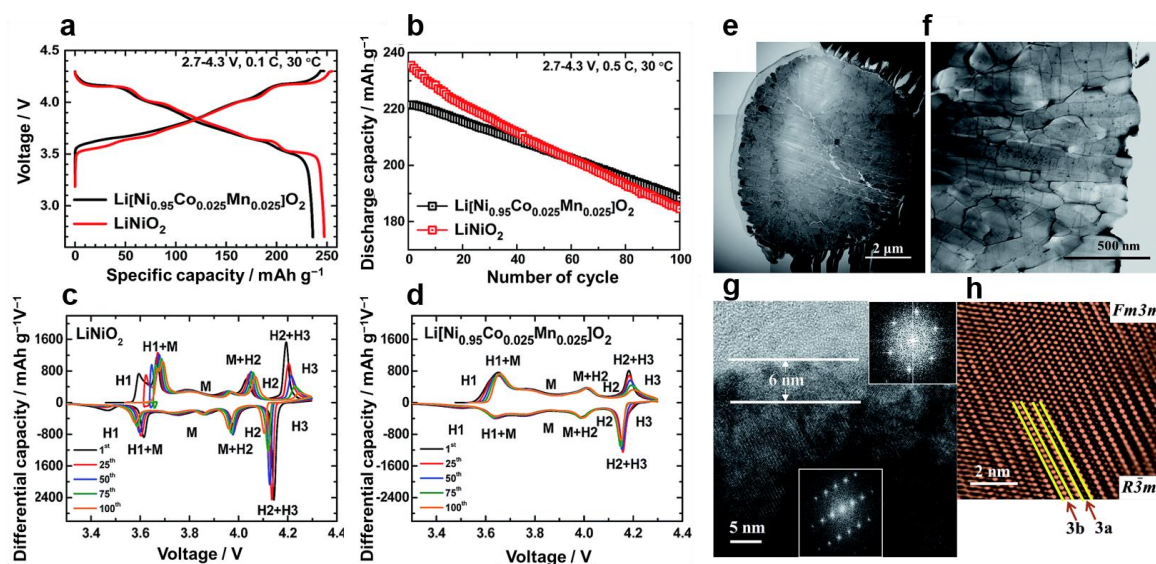 a
4.5
4.0
3.5
3.0
Voltage / V
2.7-4.3 V, 0.1 C, 30 °C
Li[Ni0.95Co0.025Mn0.025]O2
LiNiO2
0 50 100 150 200 250
Specific capacity / mAh g−1
b
240
220
200
180
Discharge capacity / mAh g−1
2.7-4.3 V, 0.5 C, 30 °C
Li[Ni0.95Co0.025Mn0.025]O2
LiNiO2
0 20 40 60 80 100
Number of cycle
e
2 μm
f
500 nm
c
1600
800
0
800
1600
2400
Differential capacity / mAh g−1V−1
LiNiO2
H2+H3
H1+M
H1
M
M+H2
H2
H3
H1
H1+M
M
M+H2
H2
H3
H2+H3
1st
25th
50th
75th
100th
3.4 3.6 3.8 4.0 4.2 4.4
Voltage / V
d
1600
800
0
800
1600
2400
Differential capacity / mAh g−1V−1
Li[Ni0.95Co0.025Mn0.025]O2
H2+H3
H1+M
H1
M
M+H2
H2
H3
H1
H1+M
M
M+H2
H2
H3
H2+H3
1st
25th
50th
75th
100th
3.4 3.6 3.8 4.0 4.2 4.4
Voltage / V
g
6 nm
5 nm
h
Fm3m
2 nm
R3̄m
3b 3a